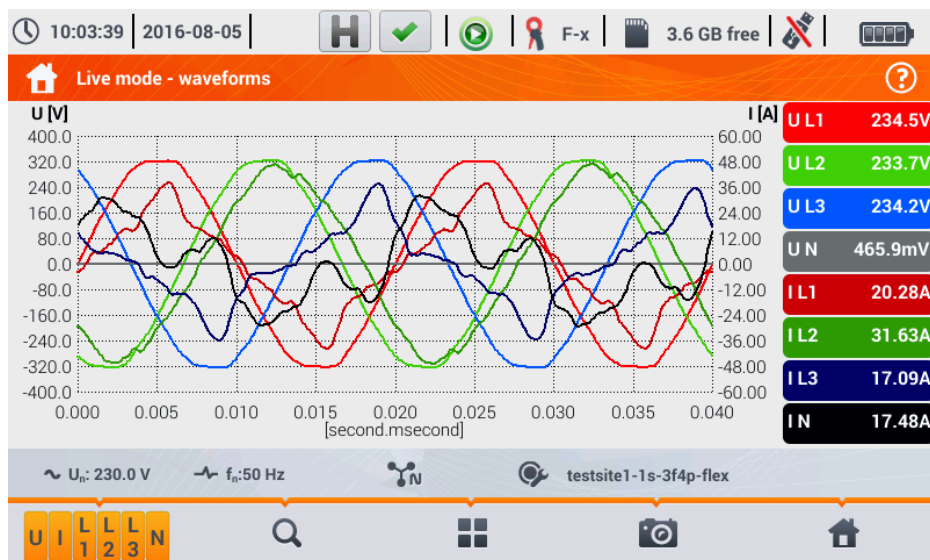 10:03:39 2016-08-05 H F-x 3.6 GB free
Live mode - waveforms ?
U [V] I [A]
400.0 60.00
320.0 48.00
240.0 36.00
160.0 24.00
80.0 12.00
0.0 0.00
-80.0 -12.00
-160.0 -24.00
-240.0 -36.00
-320.0 -48.00
-400.0 -60.00
0.000 0.005 0.010 0.015 0.020 0.025 0.030 0.035 0.040
[second.msecond]
U L1 234.5V
U L2 233.7V
U L3 234.2V
U N 465.9mV
I L1 20.28A
I L2 31.63A
I L3 17.09A
I N 17.48A
Un: 230.0 V fn:50 Hz N testsite1-1s-3f4p-flex
U I L1 L2 L3 N